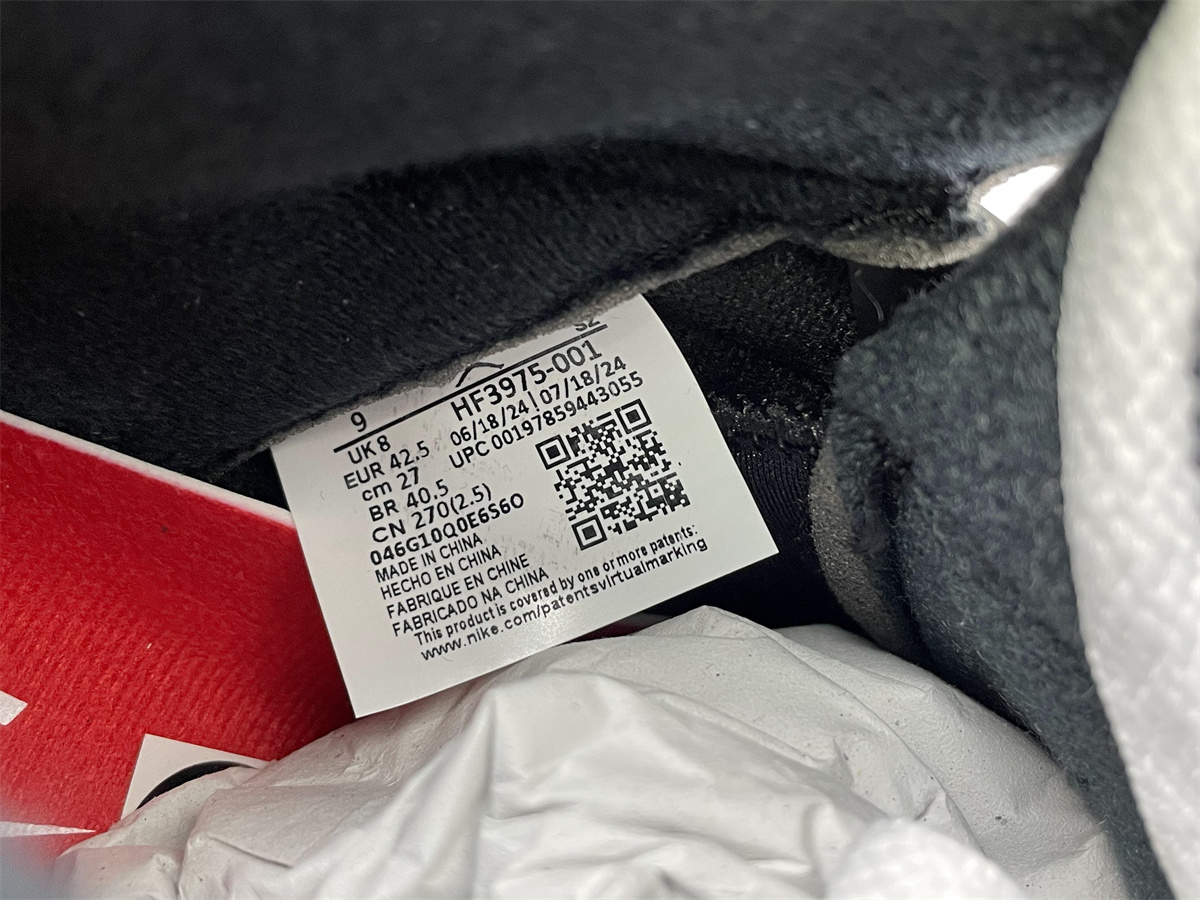 9
S2
UK 8
HF3975-001
EUR 42.5
06/18/24 | 07/18/24
cm 27
UPC 00197859443055
BR 40.5
CN 270(2.5)
046G10Q0E6S6O
MADE IN CHINA
HECHO EN CHINA
FABRIQUE EN CHINE
FABRICADO NA CHINA
This product is covered by one or more patents:
www.nike.com/patentsvirtualmarking